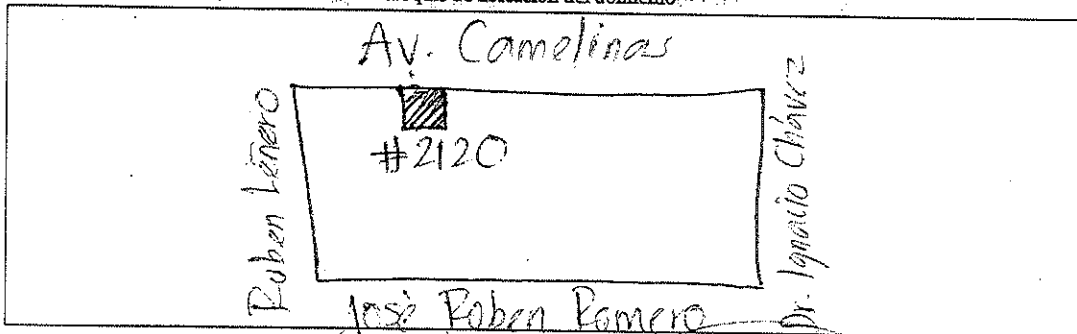 Av. Camelinas
Ruben Leñero
#2120
Dr. Ignacio Chávez
José Ruben Romero